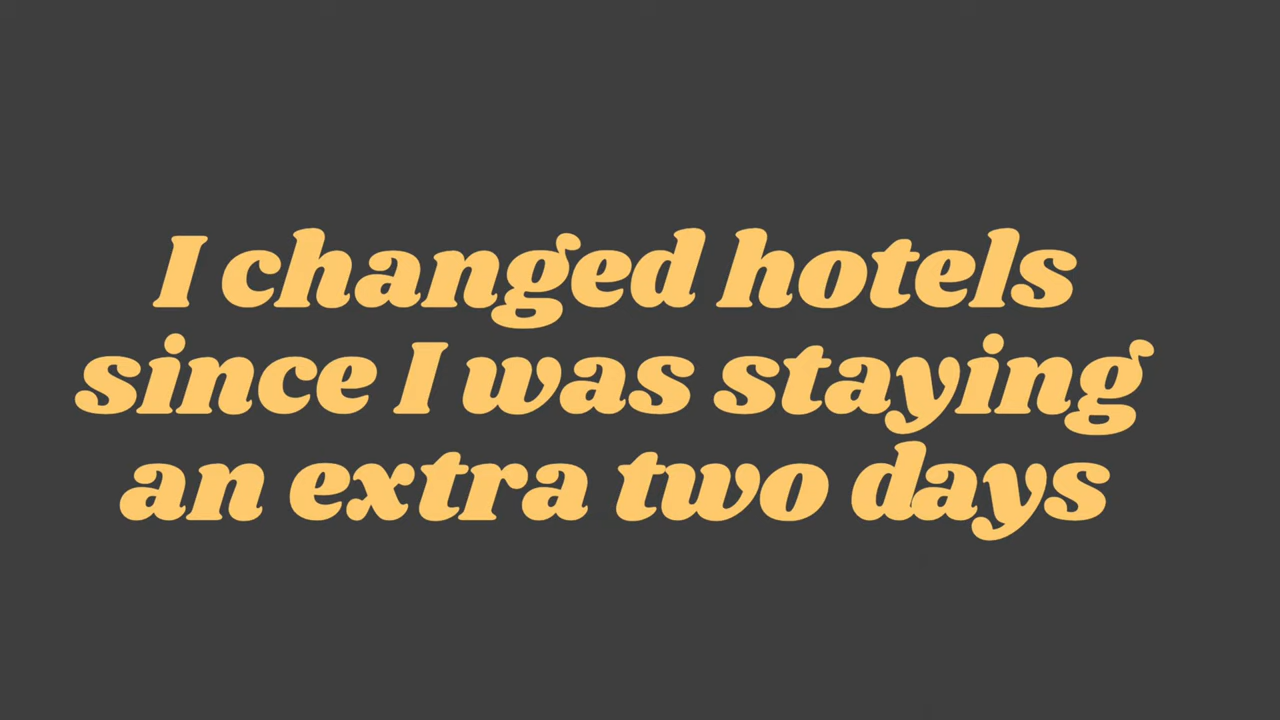 I changed hotels
since I was staying
an extra two days